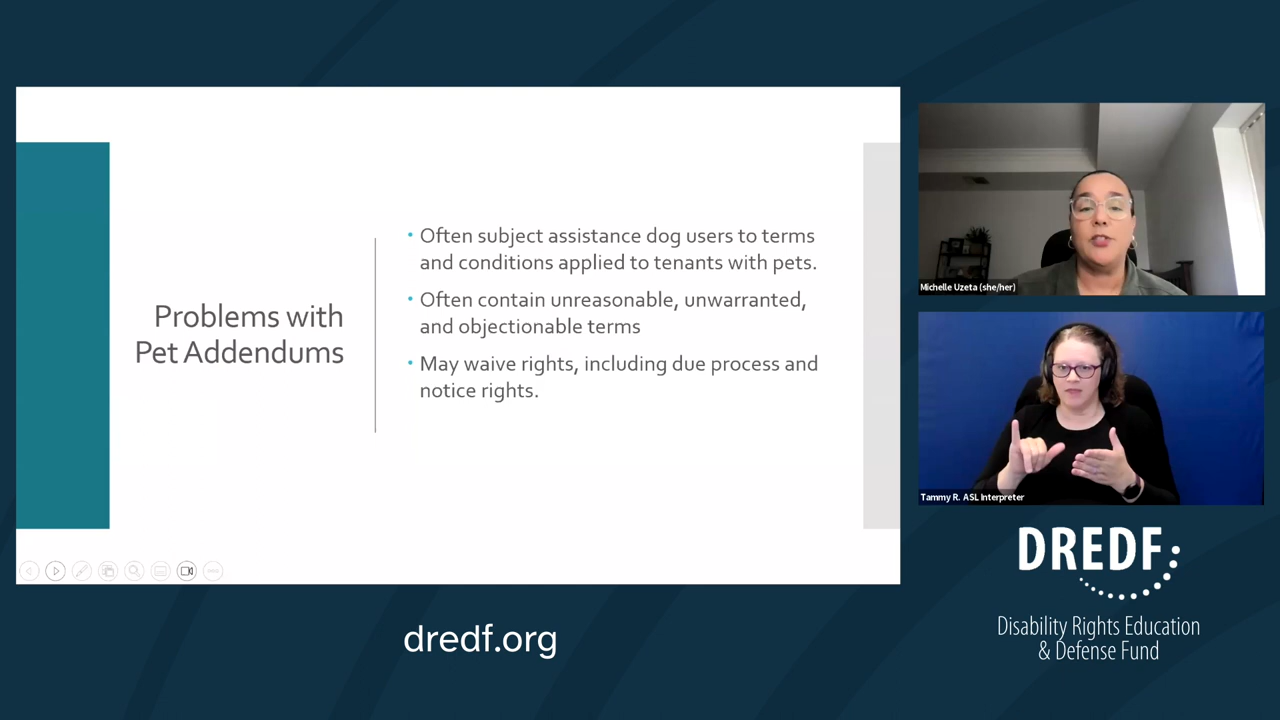 Problems with
Pet Addendums
• Often subject assistance dog users to terms
and conditions applied to tenants with pets.
• Often contain unreasonable, unwarranted,
and objectionable terms
• May waive rights, including due process and
notice rights.
Michelle Uzeta (she/her)
Tammy R. ASL Interpreter
DREDF
Disability Rights Education
& Defense Fund
dredf.org